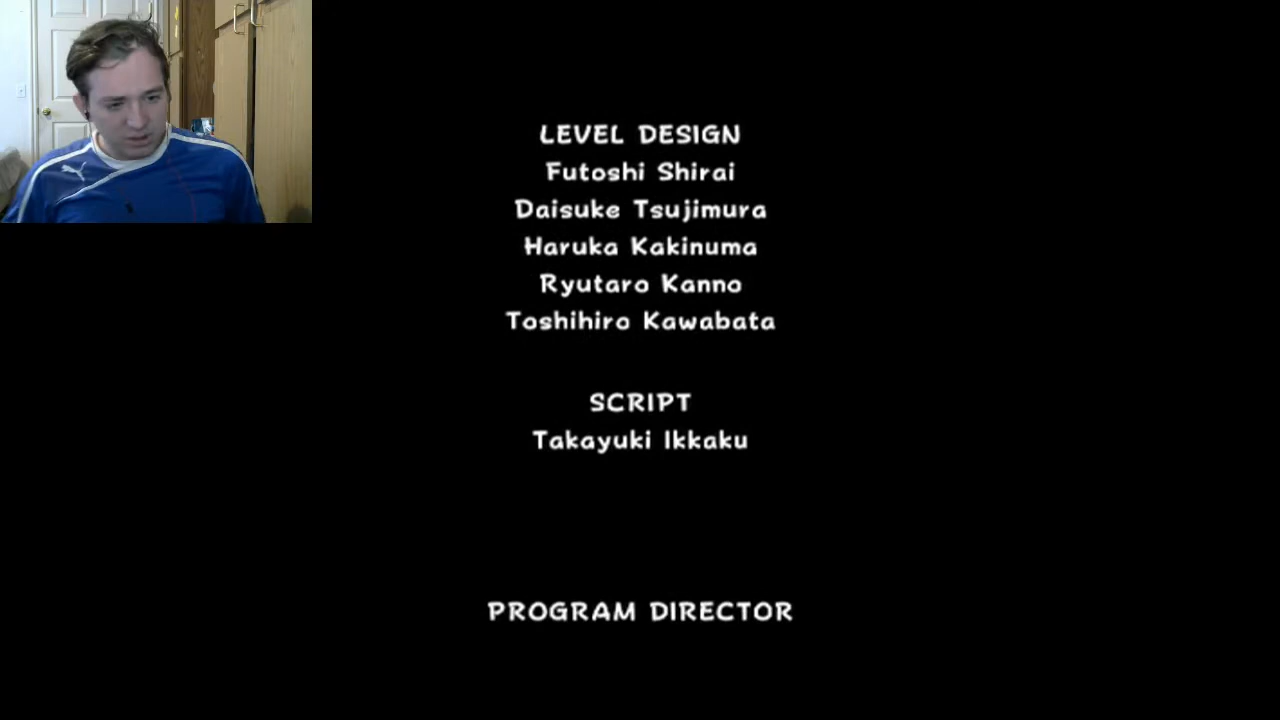 LEVEL DESIGN
Futoshi Shirai
Daisuke Tsujimura
Haruka Kakinuma
Ryutaro Kanno
Toshihiro Kawabata
SCRIPT
Takayuki Ikkaku
PROGRAM DIRECTOR